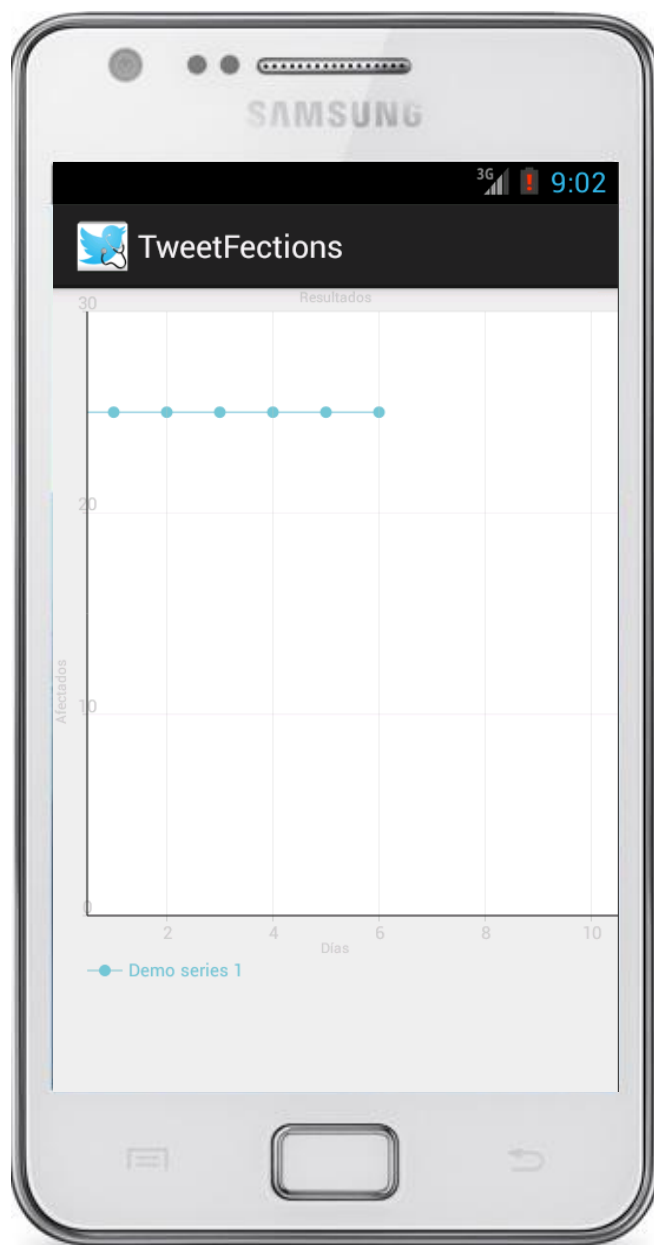 SAMSUNG
3G 9:02
TweetFections
Resultados
30
20
10
0
Afectados
2 4 6 8 10
Días
Demo series 1